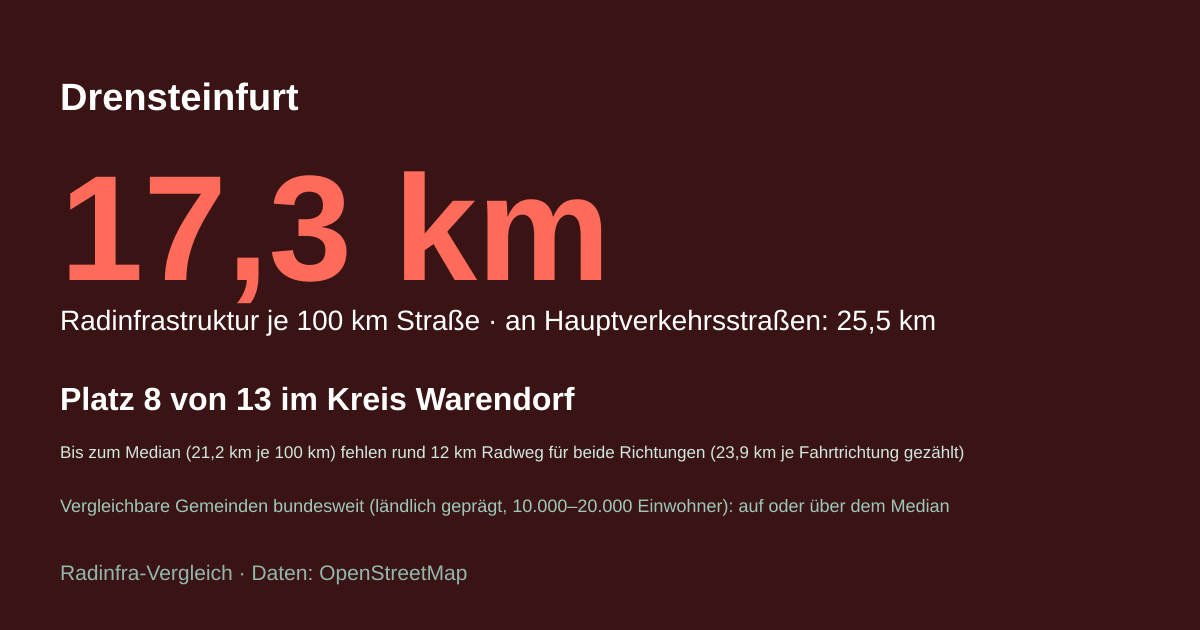 Drensteinfurt
17,3 km
Radinfrastruktur je 100 km Straße · an Hauptverkehrsstraßen: 25,5 km
Platz 8 von 13 im Kreis Warendorf
Bis zum Median (21,2 km je 100 km) fehlen rund 12 km Radweg für beide Richtungen (23,9 km je Fahrtrichtung gezählt)
Vergleichbare Gemeinden bundesweit (ländlich geprägt, 10.000–20.000 Einwohner): auf oder über dem Median
Radinfra-Vergleich · Daten: OpenStreetMap